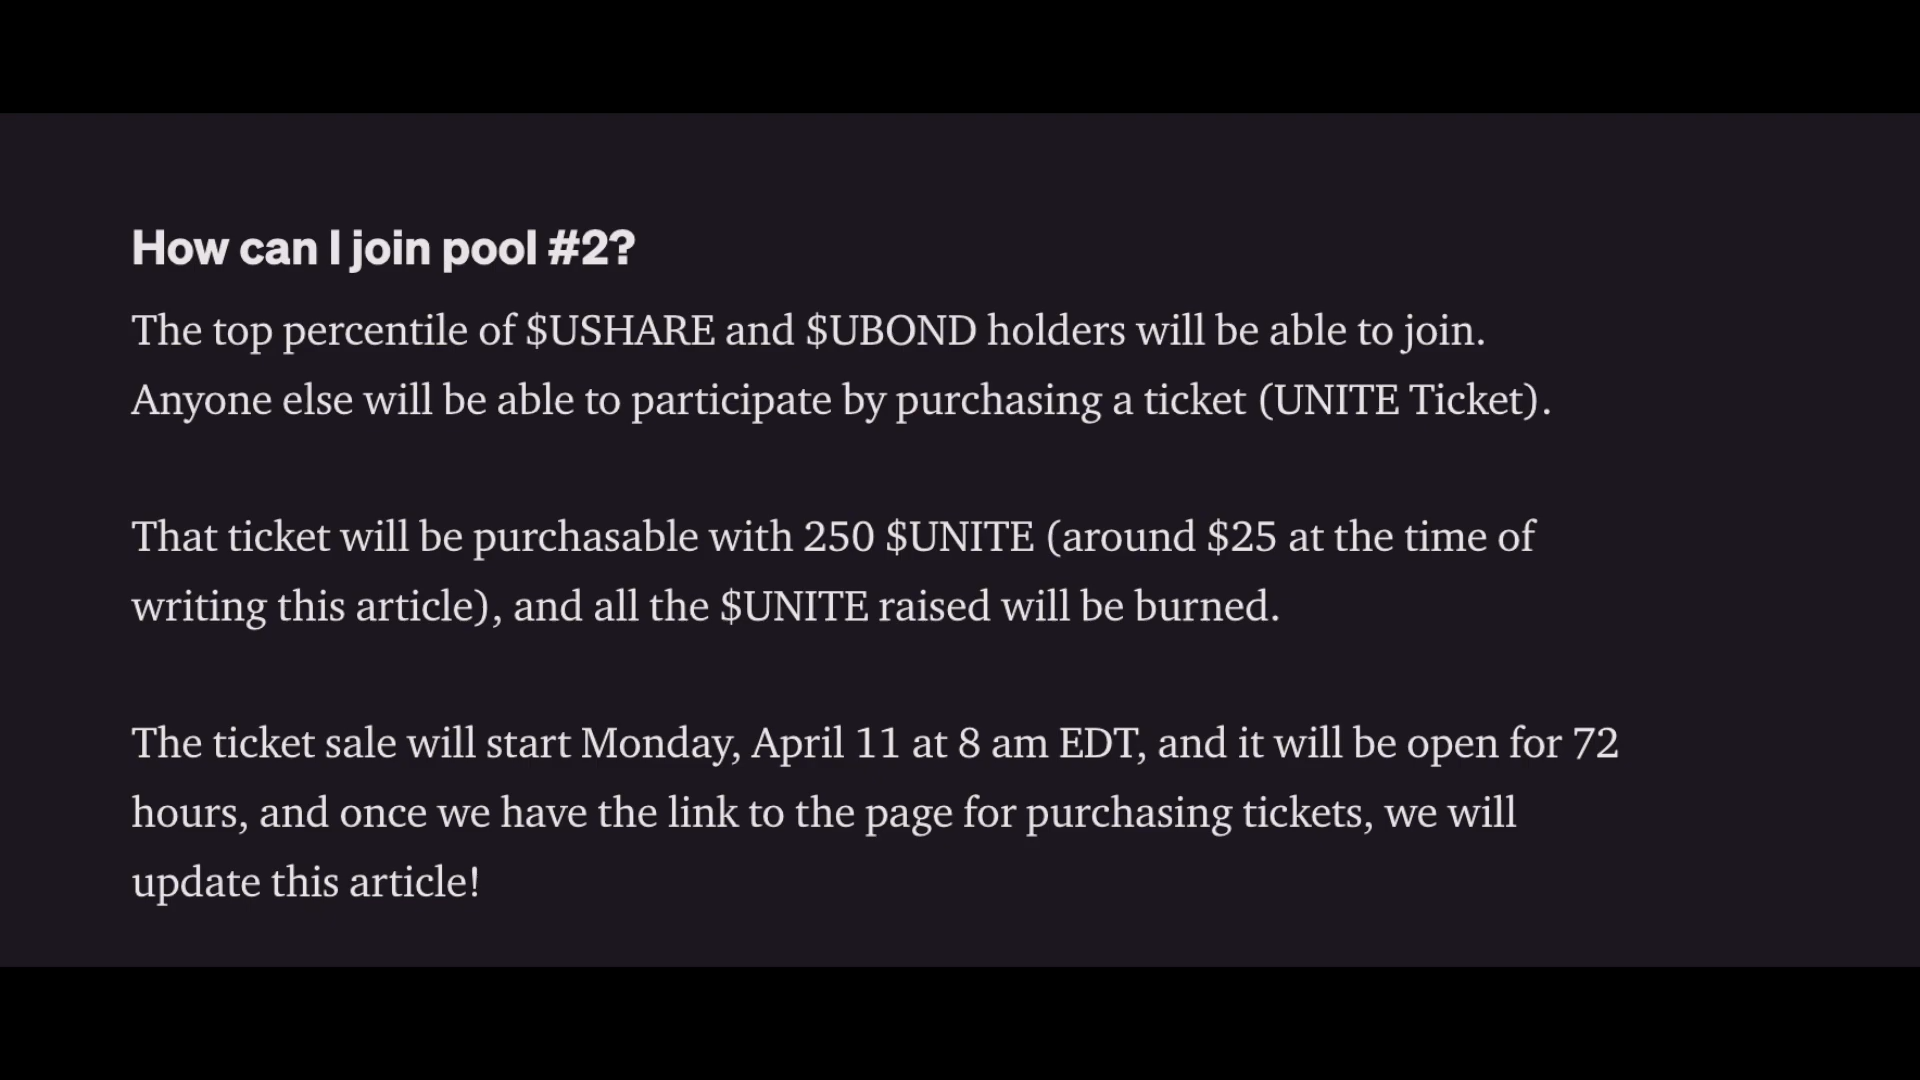 How can I join pool #2?
The top percentile of $USHARE and $UBOND holders will be able to join.
Anyone else will be able to participate by purchasing a ticket (UNITE Ticket).
That ticket will be purchasable with 250 $UNITE (around $25 at the time of
writing this article), and all the $UNITE raised will be burned.
The ticket sale will start Monday, April 11 at 8 am EDT, and it will be open for 72
hours, and once we have the link to the page for purchasing tickets, we will
update this article!